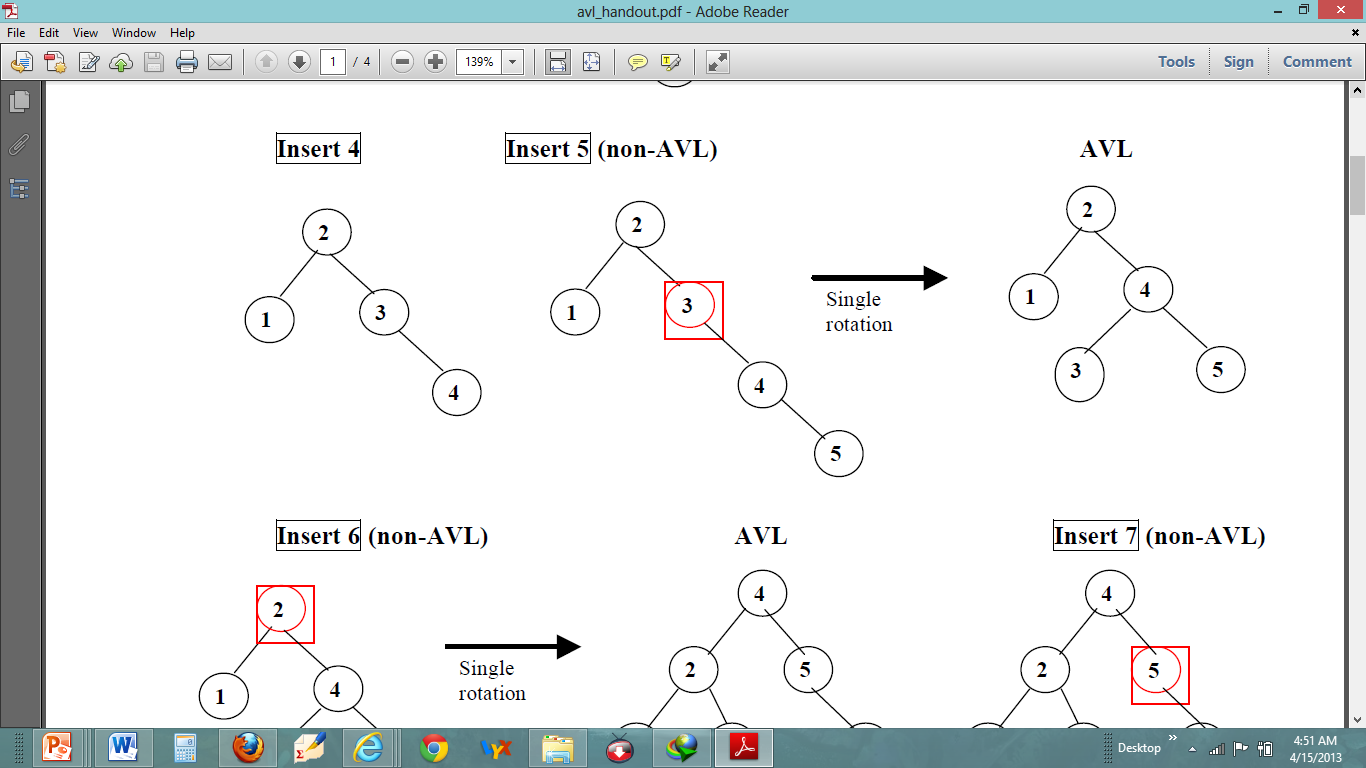 avl_handout.pdf - Adobe Reader
File Edit View Window Help
1 / 4 139% Tools Sign Comment
Insert 4 Insert 5 (non-AVL) AVL
2 2 2
1 3 1 3 1 4
4 4 3 5
5
Single
rotation
Insert 6 (non-AVL) AVL Insert 7 (non-AVL)
2 4 4
1 4 2 5 2 5
Single
rotation
Desktop
4:51 AM
4/15/2013